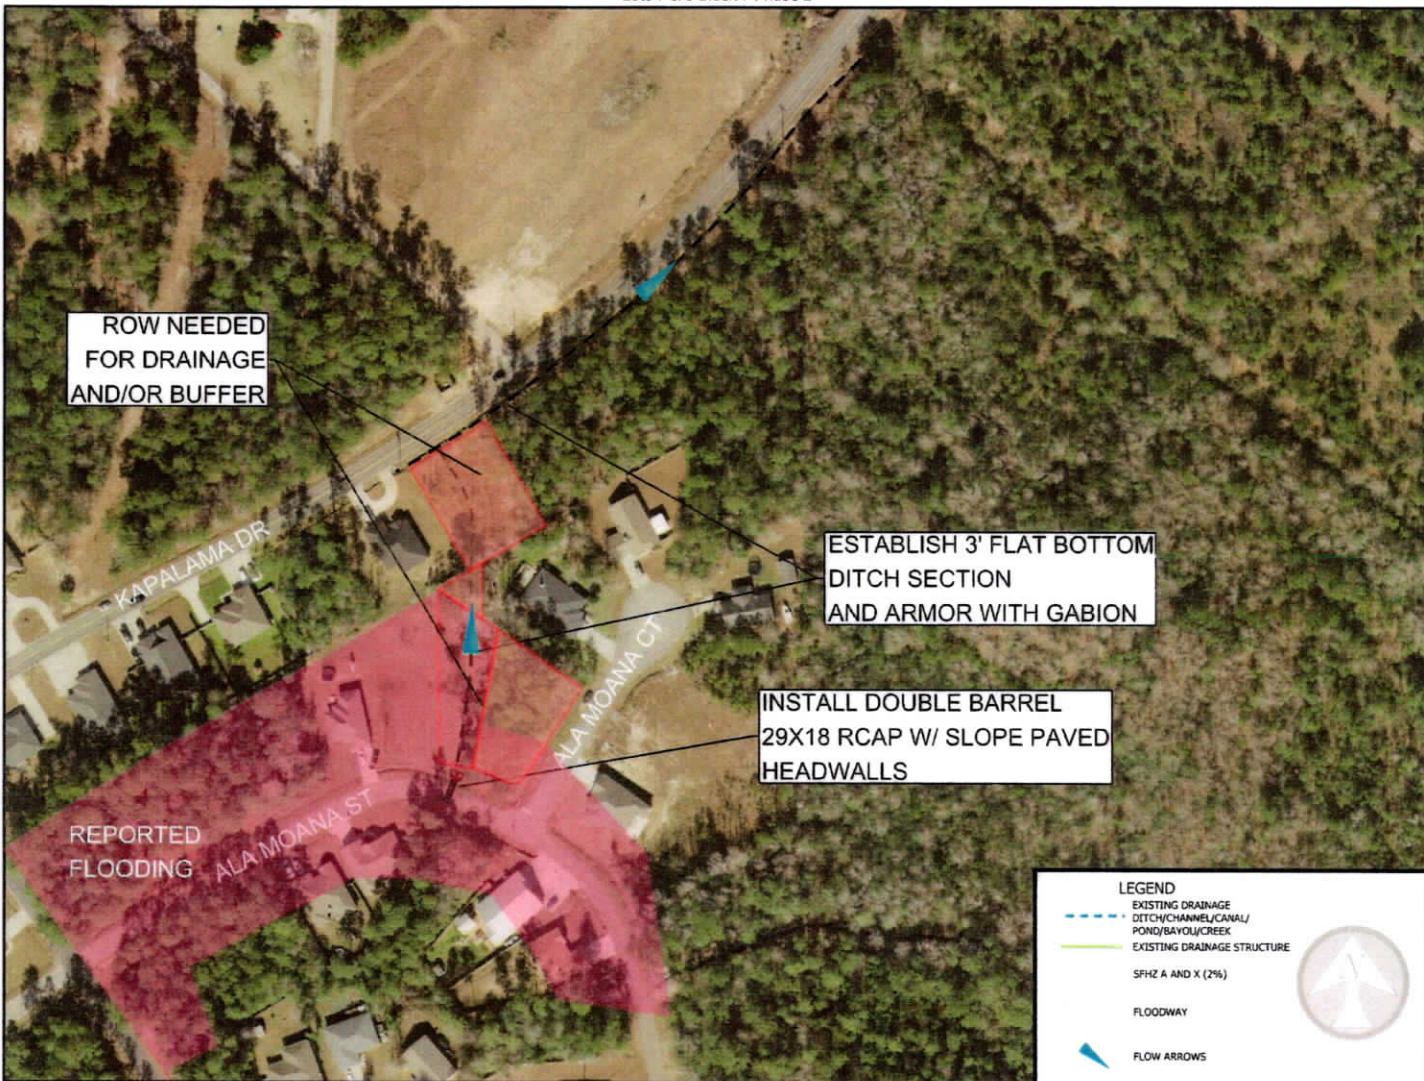 ROW NEEDED
FOR DRAINAGE
AND/OR BUFFER
KAPALAMA DR
ESTABLISH 3' FLAT BOTTOM
DITCH SECTION
AND ARMOR WITH GABION
ALA MOANA CT
INSTALL DOUBLE BARREL
29X18 RCAP W/ SLOPE PAVED
HEADWALLS
ALA MOANA ST
REPORTED
FLOODING
LEGEND
EXISTING DRAINAGE
DITCH/CHANNEL/CANAL/
POND/BAYOU/CREEK
EXISTING DRAINAGE STRUCTURE
SFHZ A AND X (2%)
FLOODWAY
FLOW ARROWS